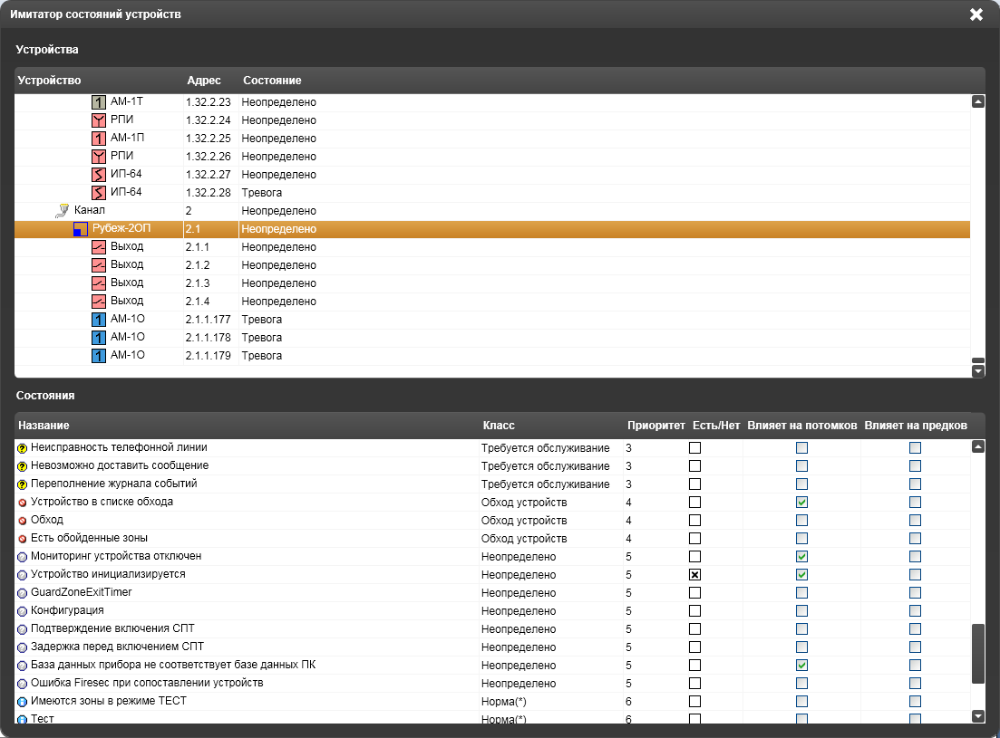 Имитатор состояний устройств
Устройства
Устройство Адрес Состояние
1 АМ-1Т 1.32.2.23 Неопределено
РПИ 1.32.2.24 Неопределено
1 АМ-1П 1.32.2.25 Неопределено
РПИ 1.32.2.26 Неопределено
ИП-64 1.32.2.27 Неопределено
ИП-64 1.32.2.28 Тревога
Канал 2 Неопределено
Рубеж-2ОП 2.1 Неопределено
Выход 2.1.1 Неопределено
Выход 2.1.2 Неопределено
Выход 2.1.3 Неопределено
Выход 2.1.4 Неопределено
1 АМ-1О 2.1.1.177 Тревога
1 АМ-1О 2.1.1.178 Тревога
1 АМ-1О 2.1.1.179 Тревога
Состояния
Название Класс Приоритет Есть/Нет Влияет на потомков Влияет на предков
Неисправность телефонной линии Требуется обслуживание 3
Невозможно доставить сообщение Требуется обслуживание 3
Переполнение журнала событий Требуется обслуживание 3
Устройство в списке обхода Обход устройств 4
Обход Обход устройств 4
Есть обойденные зоны Обход устройств 4
Мониторинг устройства отключен Неопределено 5
Устройство инициализируется Неопределено 5
GuardZoneExitTimer Неопределено 5
Конфигурация Неопределено 5
Подтверждение включения СПТ Неопределено 5
Задержка перед включением СПТ Неопределено 5
База данных прибора не соответствует базе данных ПК Неопределено 5
Ошибка Firesec при сопоставлении устройств Неопределено 5
Имеются зоны в режиме ТЕСТ Норма(*) 6
Тест Норма(*) 6